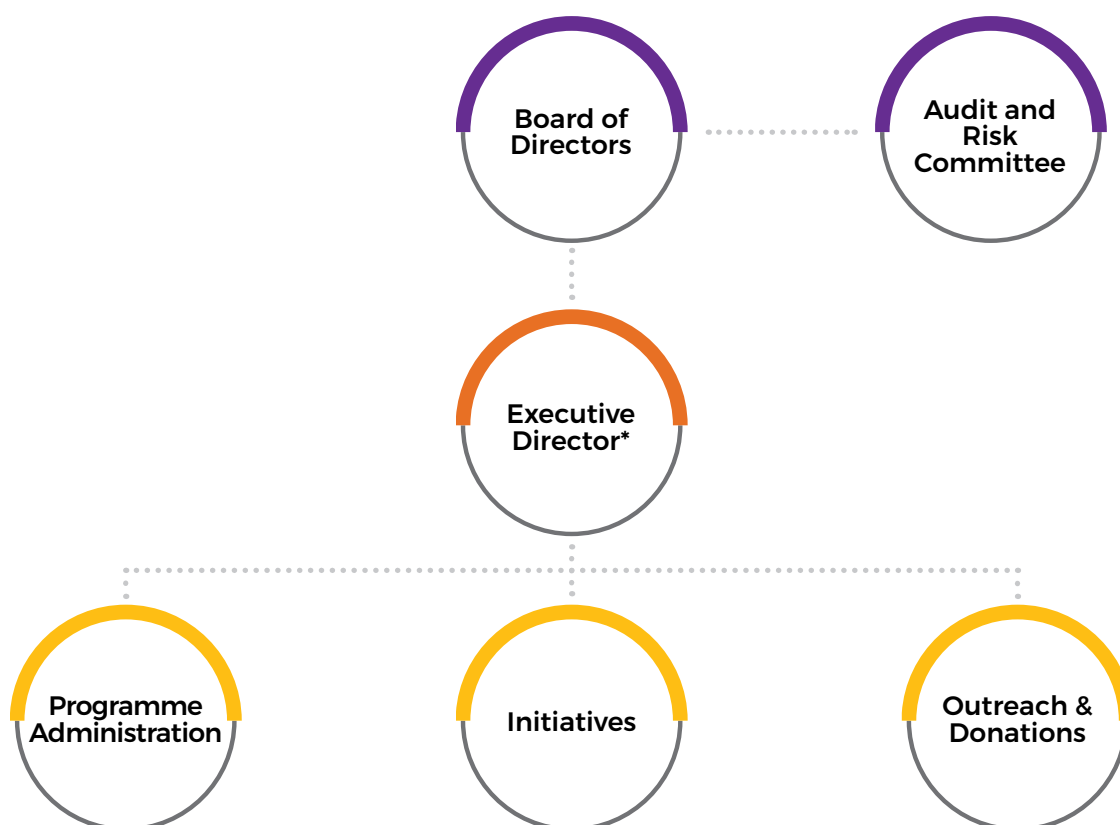 Board of
Directors
Audit and
Risk
Committee
Executive
Director*
Programme
Administration
Initiatives
Outreach &
Donations